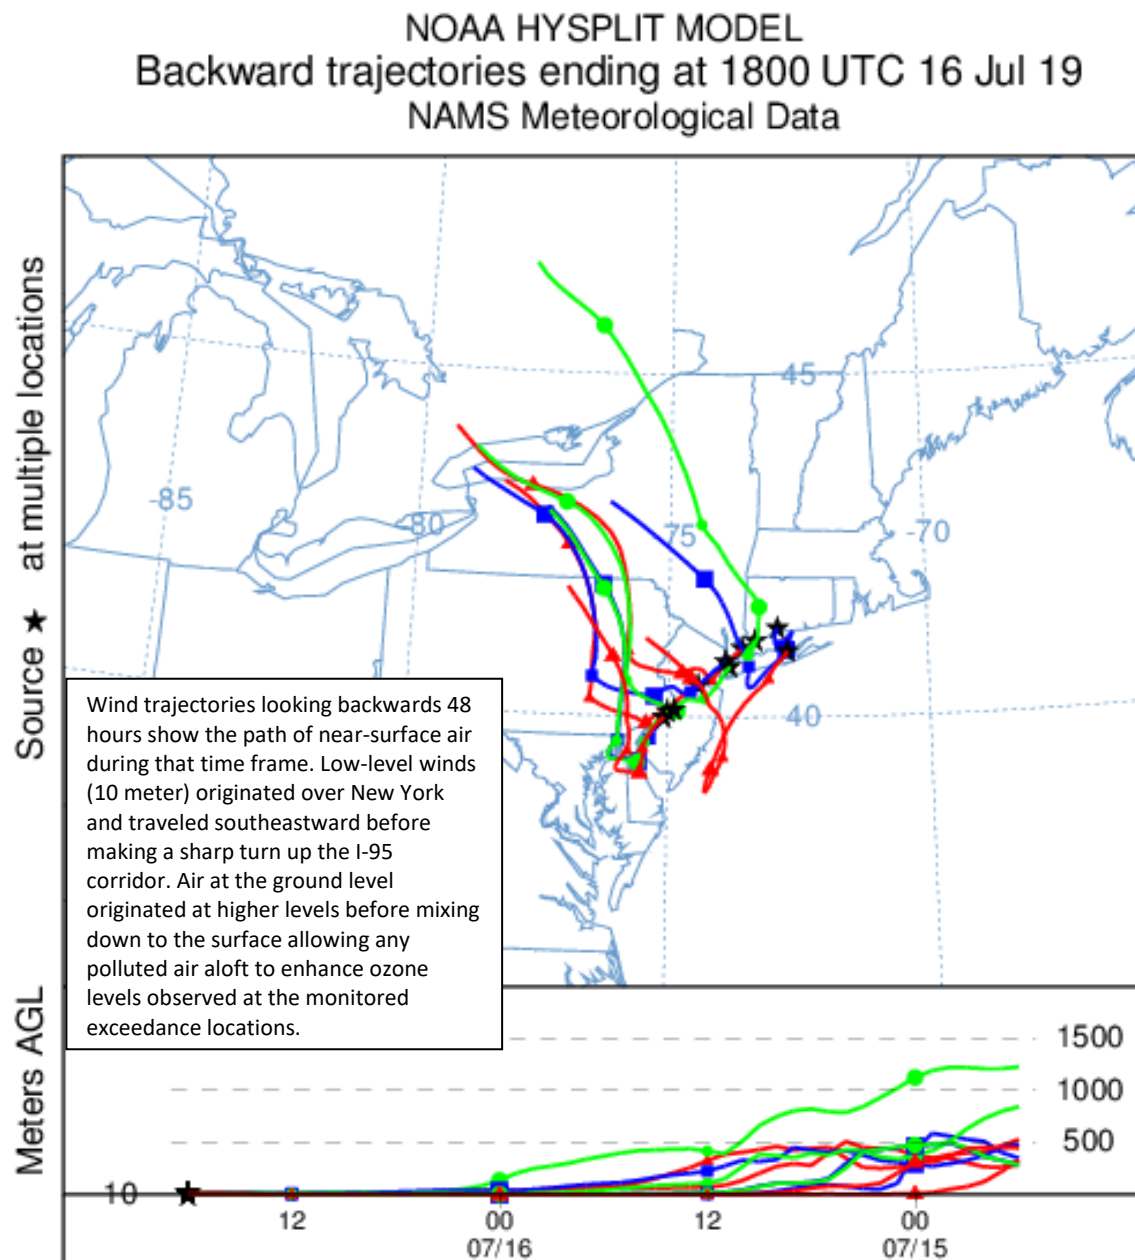 NOAA HYSPLIT MODEL
Backward trajectories ending at 1800 UTC 16 Jul 19
NAMS Meteorological Data
Source ★ at multiple locations
45
-85
-80
75
-70
40
Wind trajectories looking backwards 48
hours show the path of near-surface air
during that time frame. Low-level winds
(10 meter) originated over New York
and traveled southeastward before
making a sharp turn up the I-95
corridor. Air at the ground level
originated at higher levels before mixing
down to the surface allowing any
polluted air aloft to enhance ozone
levels observed at the monitored
exceedance locations.
Meters AGL
1500
1000
500
10
12 00 12 00
07/16 07/15